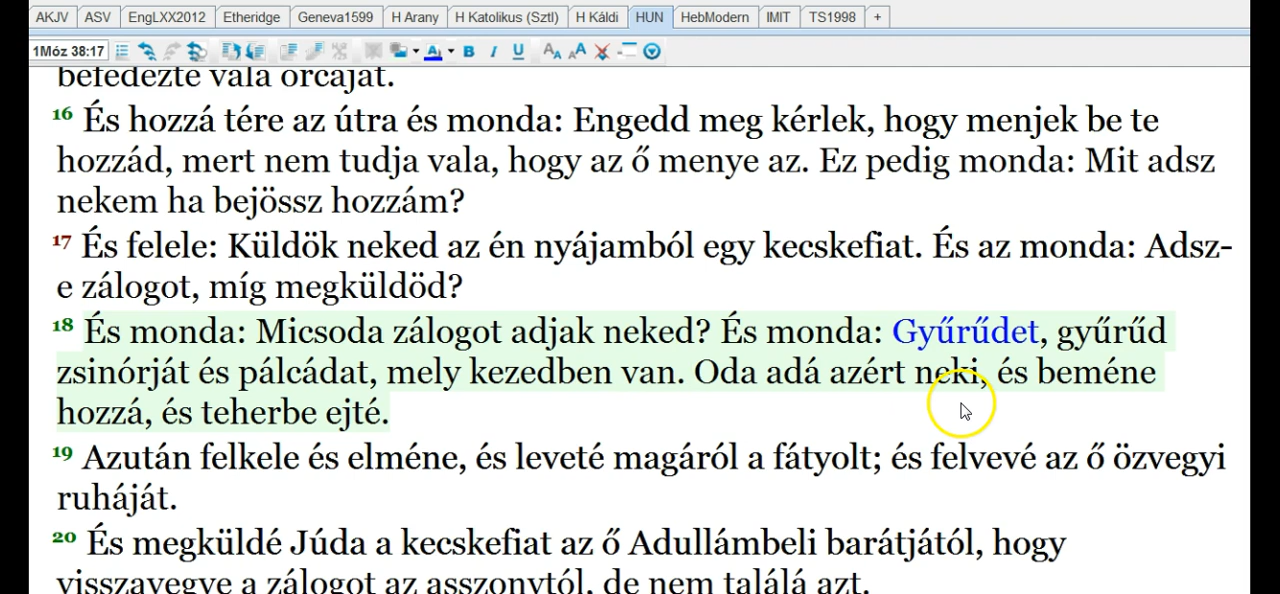 AKJV ASV EngLXX2012 Etheridge Geneva1599 H Arany H Katolikus (Sztl) H Káldi HUN HebModern IMIT TS1998 +
1Móz 38:17
befedezte vala orcáját.
16 És hozzá tére az útra és monda: Engedd meg kérlek, hogy menjek be te
hozzád, mert nem tudja vala, hogy az ő menye az. Ez pedig monda: Mit adsz
nekem ha bejössz hozzám?
17 És felele: Küldök neked az én nyájamból egy kecskefiat. És az monda: Adsz-
e zálogot, míg megküldöd?
18 És monda: Micsoda zálogot adjak neked? És monda: Gyűrűdet, gyűrűd
zsinórját és pálcádat, mely kezedben van. Oda adá azért neki, és beméne
hozzá, és teherbe ejté.
19 Azután felkele és elméne, és leveté magáról a fátyolt; és felvevé az ő özvegyi
ruháját.
20 És megküldé Júda a kecskefiat az ő Adullámbeli barátjától, hogy
visszavegye a zálogot az asszonytól, de nem találá azt.